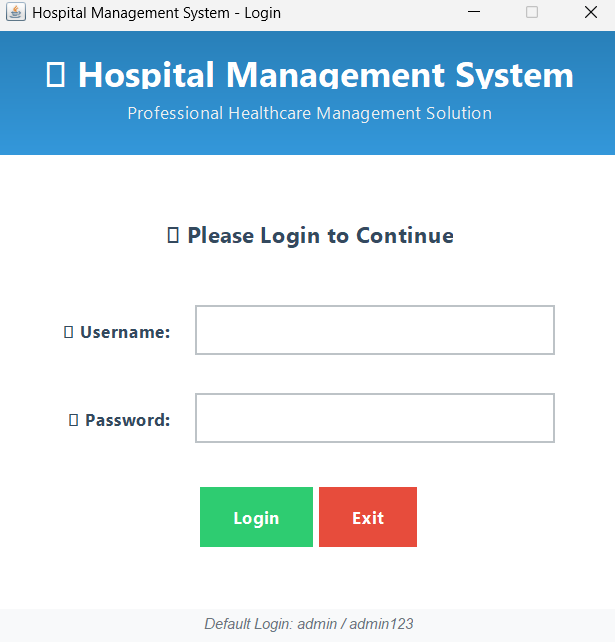 Hospital Management System - Login
Hospital Management System
Professional Healthcare Management Solution
Please Login to Continue
Username:
Password:
Login Exit
Default Login: admin / admin123